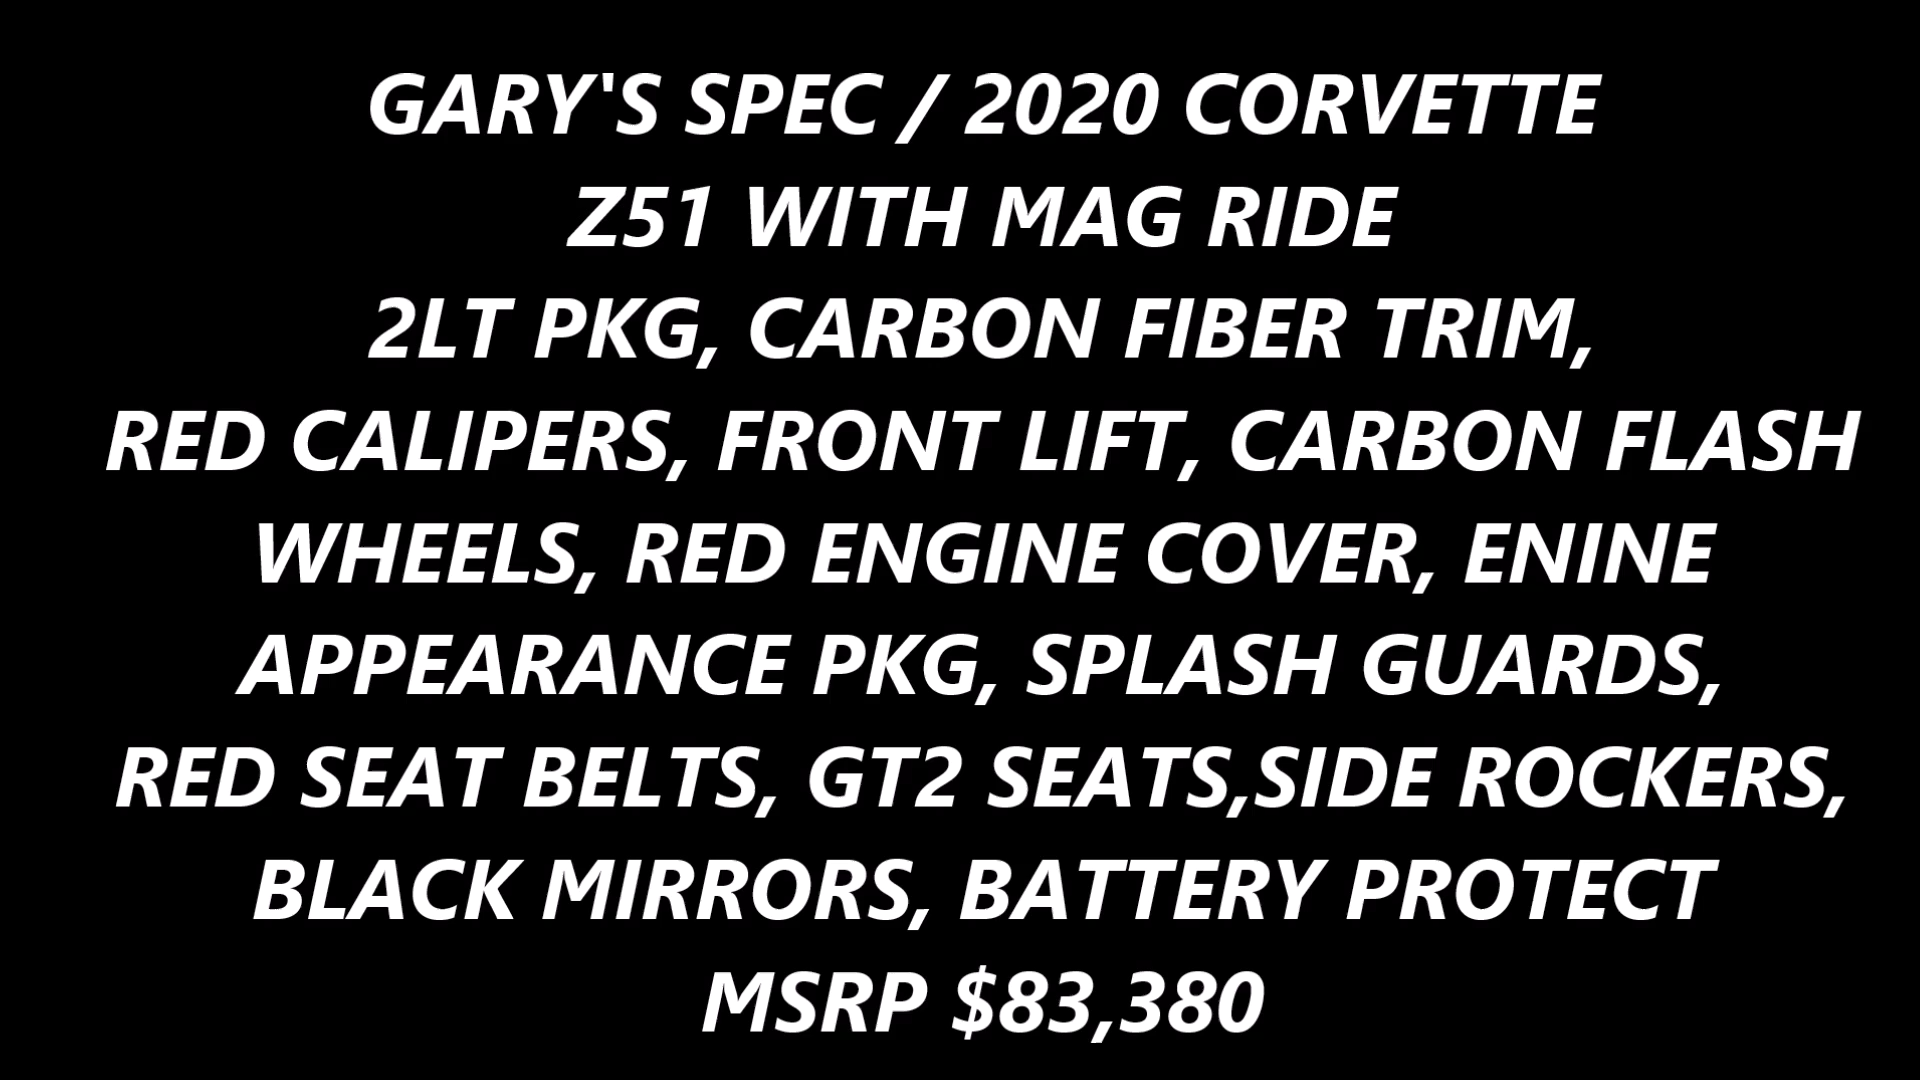 GARY'S SPEC / 2020 CORVETTE
Z51 WITH MAG RIDE
2LT PKG, CARBON FIBER TRIM,
RED CALIPERS, FRONT LIFT, CARBON FLASH
WHEELS, RED ENGINE COVER, ENINE
APPEARANCE PKG, SPLASH GUARDS,
RED SEAT BELTS, GT2 SEATS,SIDE ROCKERS,
BLACK MIRRORS, BATTERY PROTECT
MSRP $83,380